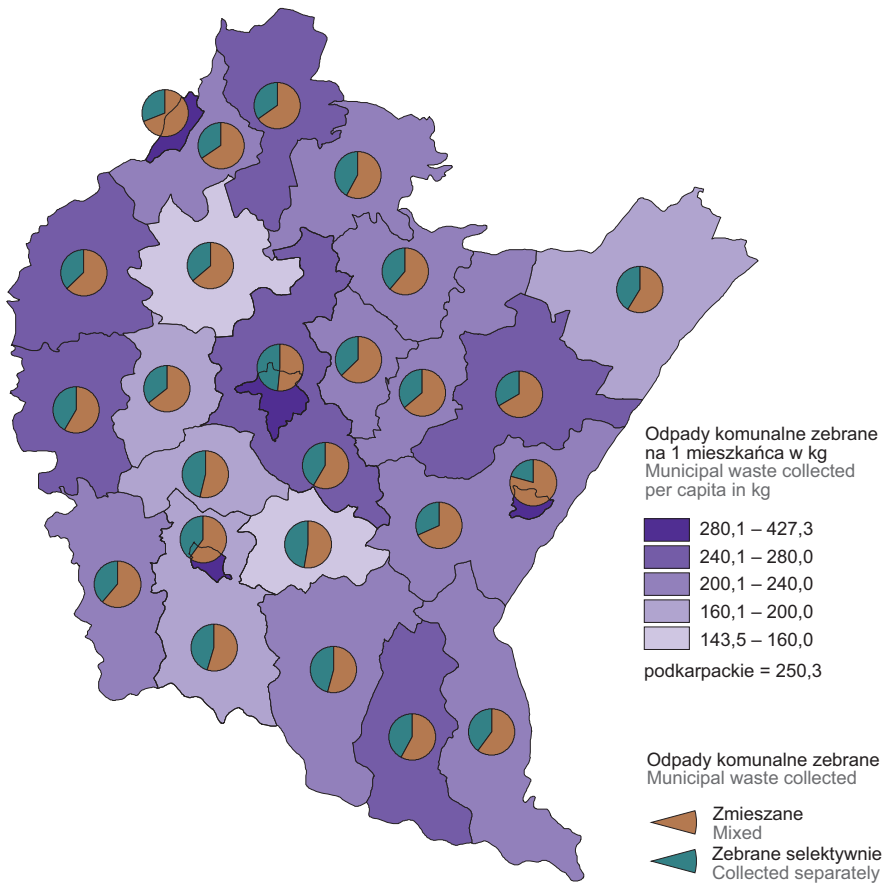 Odpady komunalne zebrane
na 1 mieszkańca w kg
Municipal waste collected
per capita in kg
280,1 – 427,3
240,1 – 280,0
200,1 – 240,0
160,1 – 200,0
143,5 – 160,0
podkarpackie = 250,3
Odpady komunalne zebrane
Municipal waste collected
Zmieszane
Mixed
Zebrane selektywnie
Collected separately